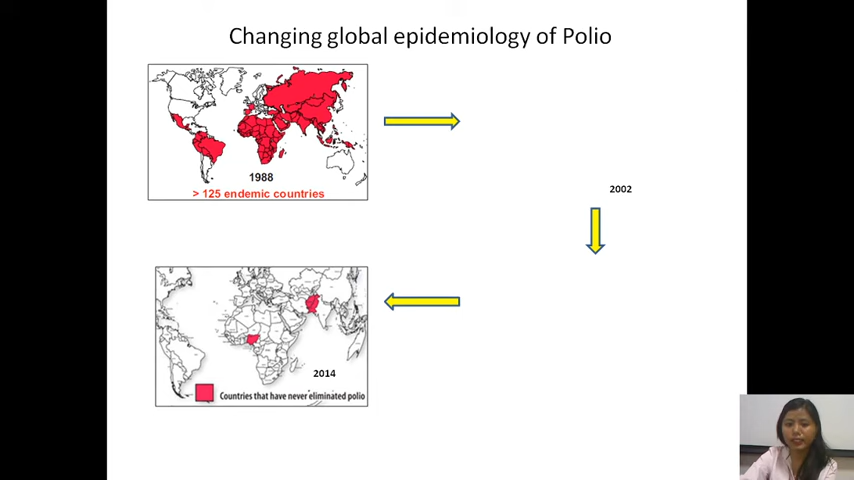 Changing global epidemiology of Polio
1988
> 125 endemic countries
2002
2014
Countries that have never eliminated polio